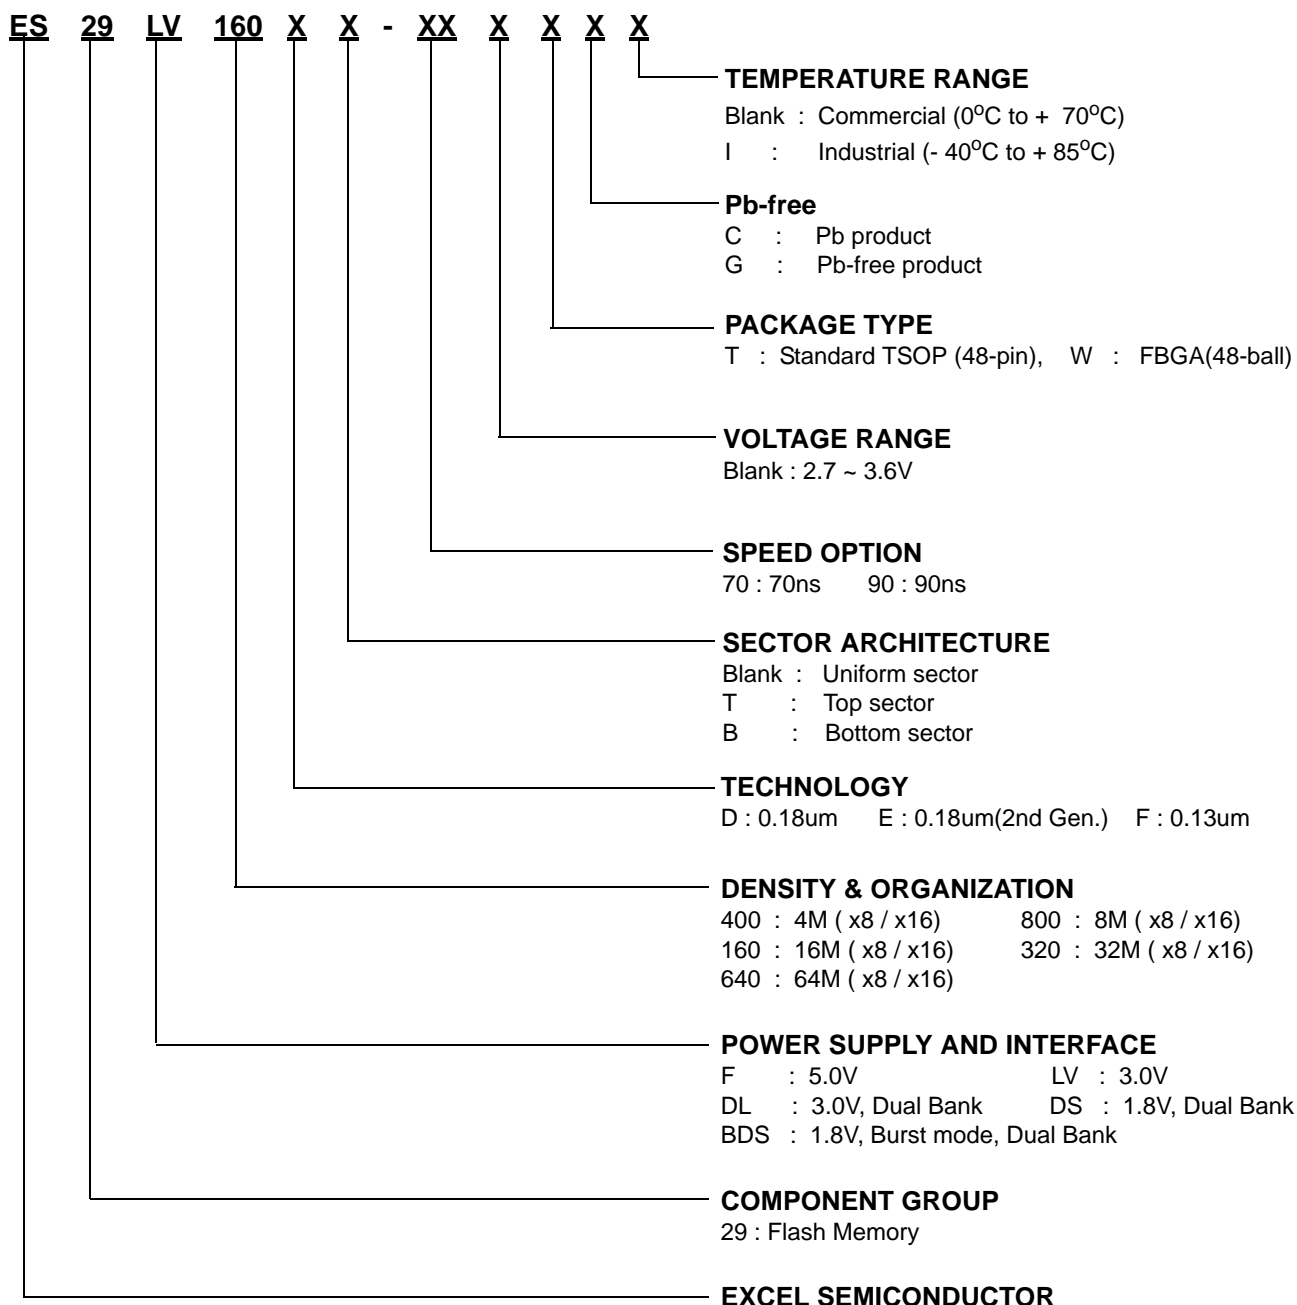 ES 29 LV 160 X X - XX X X X X
TEMPERATURE RANGE
Blank : Commercial (0°C to + 70°C)
I : Industrial (- 40°C to + 85°C)
Pb-free
C : Pb product
G : Pb-free product
PACKAGE TYPE
T : Standard TSOP (48-pin), W : FBGA(48-ball)
VOLTAGE RANGE
Blank : 2.7 ~ 3.6V
SPEED OPTION
70 : 70ns 90 : 90ns
SECTOR ARCHITECTURE
Blank : Uniform sector
T : Top sector
B : Bottom sector
TECHNOLOGY
D : 0.18um E : 0.18um(2nd Gen.) F : 0.13um
DENSITY & ORGANIZATION
400 : 4M ( x8 / x16) 800 : 8M ( x8 / x16)
160 : 16M ( x8 / x16) 320 : 32M ( x8 / x16)
640 : 64M ( x8 / x16)
POWER SUPPLY AND INTERFACE
F : 5.0V LV : 3.0V
DL : 3.0V, Dual Bank DS : 1.8V, Dual Bank
BDS : 1.8V, Burst mode, Dual Bank
COMPONENT GROUP
29 : Flash Memory
EXCEL SEMICONDUCTOR